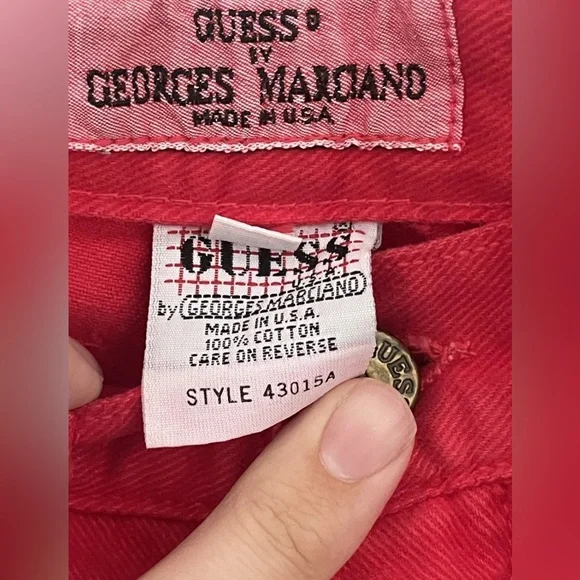 GUESS®
BY
GEORGES MARCIANO
MADE IN U.S.A.
GUESS
U.S.A.
by GEORGES MARCIANO
MADE IN U.S.A.
100% COTTON
CARE ON REVERSE
STYLE 43015A
GUES